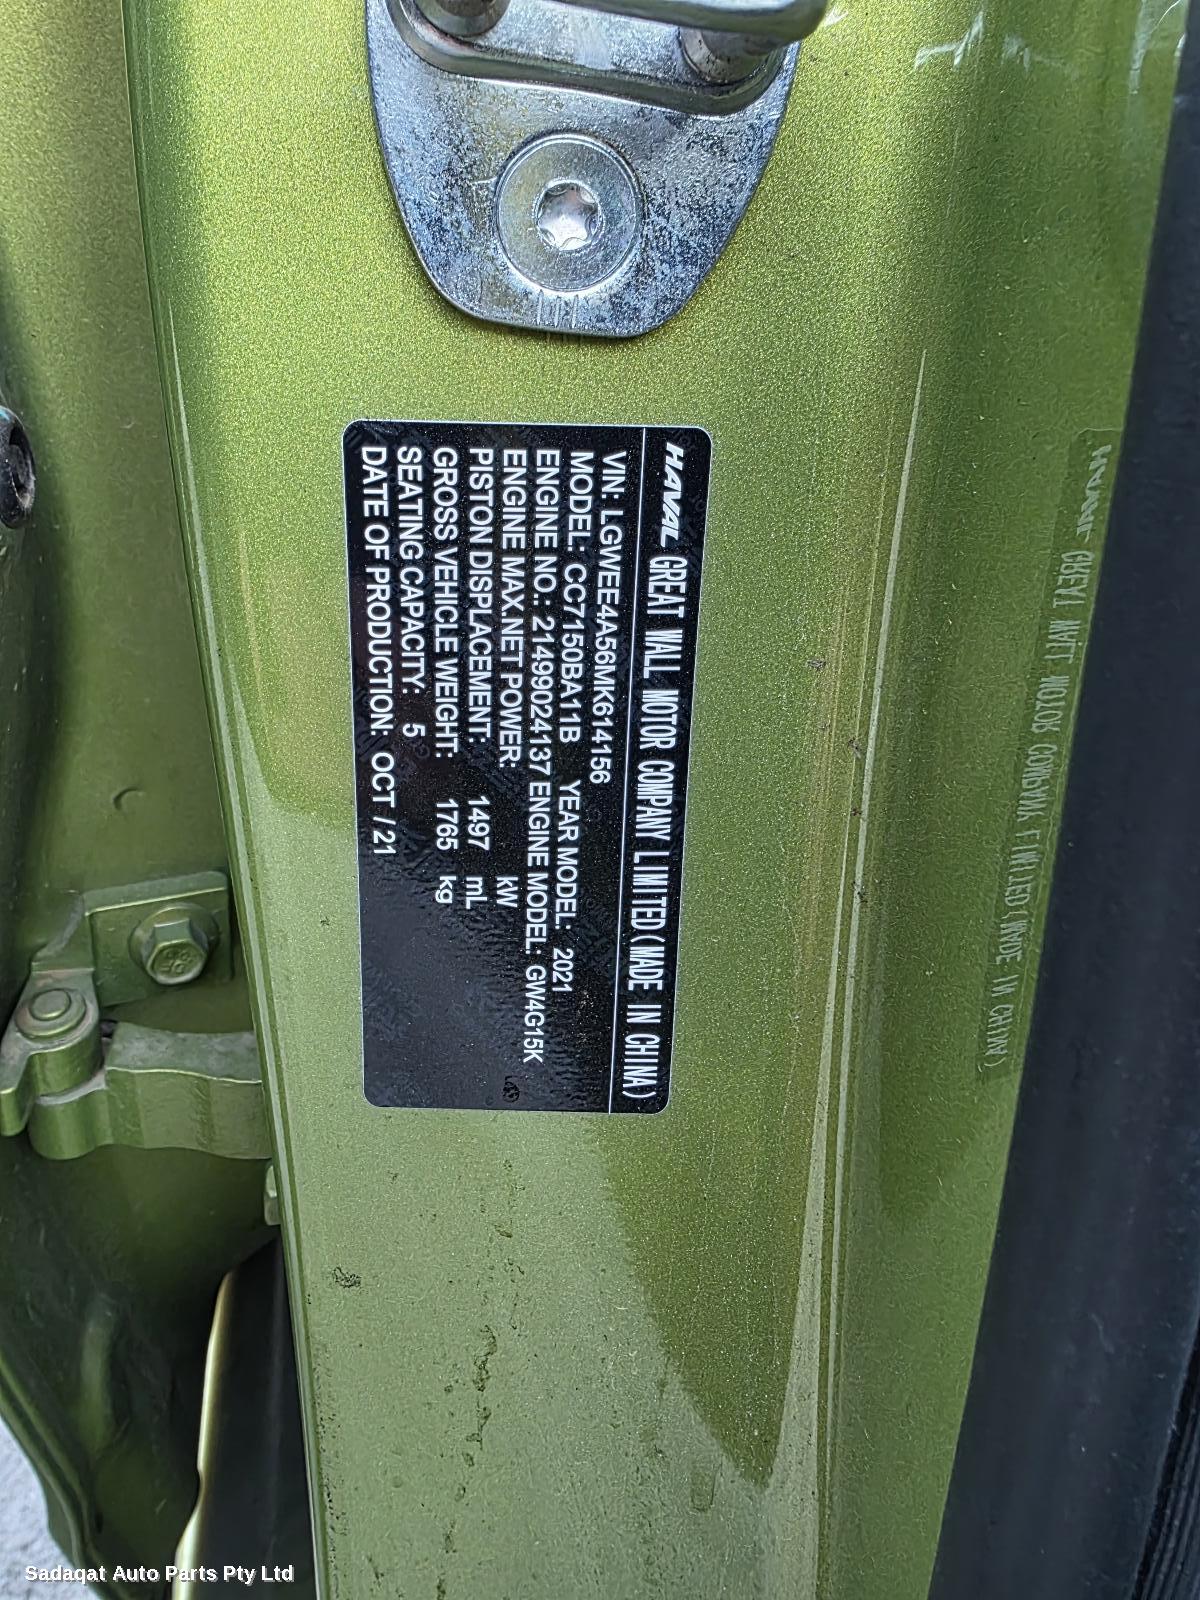 HAVAL GREAT WALL MOTOR COMPANY LIMITED(MADE IN CHINA)
VIN: LGWEE4A56MK614156
MODEL: CC7150BA11B YEAR MODEL: 2021
ENGINE NO.: 21499024137 ENGINE MODEL: GW4G15K
ENGINE MAX.NET POWER: kW
PISTON DISPLACEMENT: 1497 mL
GROSS VEHICLE WEIGHT: 1765 kg
SEATING CAPACITY: 5
DATE OF PRODUCTION: OCT /21
Sadaqat Auto Parts Pty Ltd